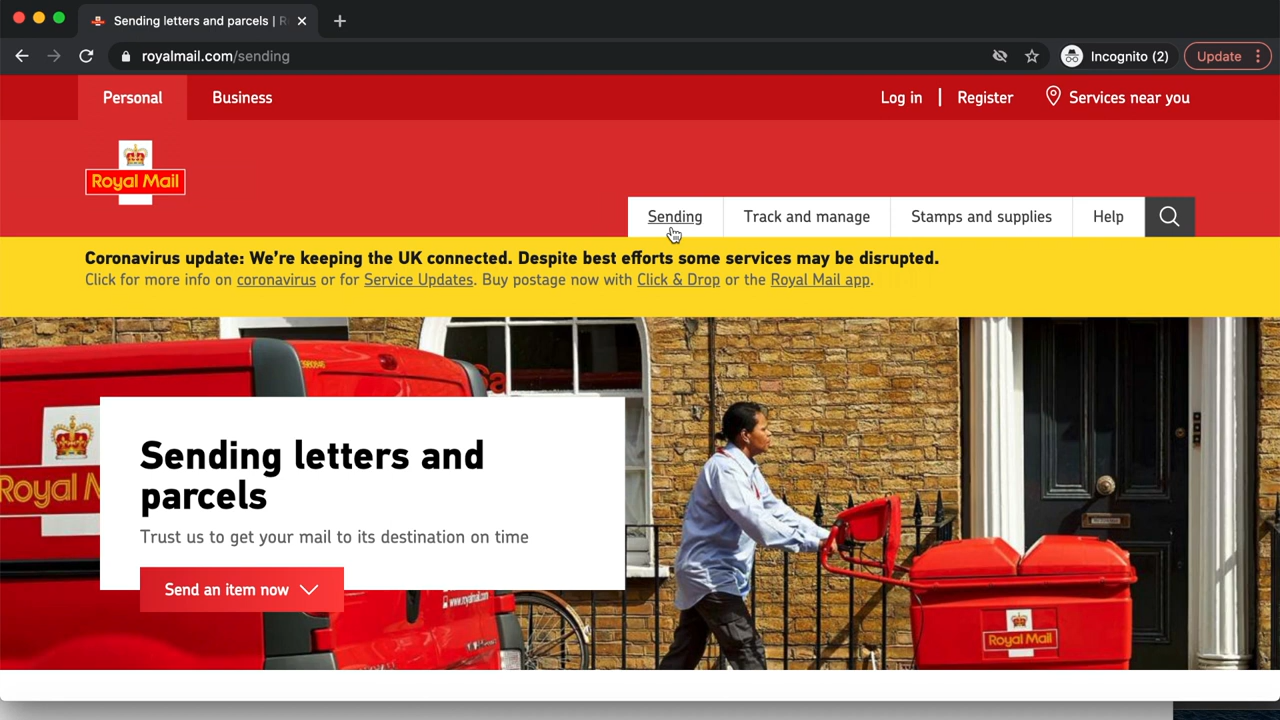 Sending letters and parcels | R
royalmail.com/sending
Incognito (2)
Update
Personal
Business
Log in
Register
Services near you
Royal Mail
Sending
Track and manage
Stamps and supplies
Help
Coronavirus update: We're keeping the UK connected. Despite best efforts some services may be disrupted.
Click for more info on coronavirus or for Service Updates. Buy postage now with Click & Drop or the Royal Mail app.
Sending letters and
parcels
Trust us to get your mail to its destination on time
Send an item now
Royal M
www.royalmail.com
Royal Mail